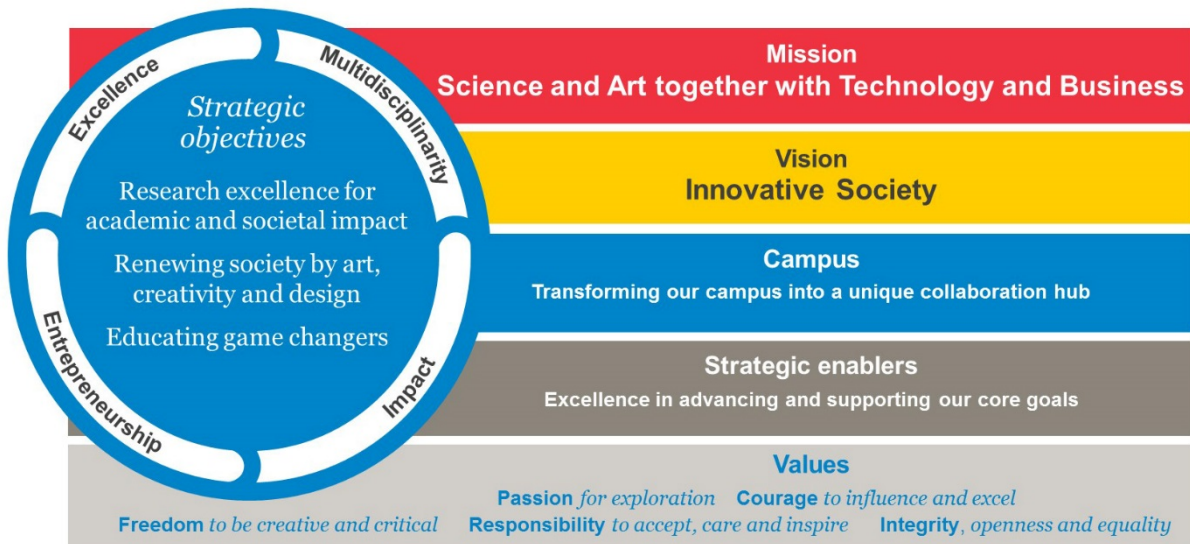 Excellence
Multidisciplinarity
Entrepreneurship
Impact
Strategic
objectives
Research excellence for
academic and societal impact
Renewing society by art,
creativity and design
Educating game changers
Mission
Science and Art together with Technology and Business
Vision
Innovative Society
Campus
Transforming our campus into a unique collaboration hub
Strategic enablers
Excellence in advancing and supporting our core goals
Values
Passion for exploration Courage to influence and excel
Freedom to be creative and critical Responsibility to accept, care and inspire Integrity, openness and equality